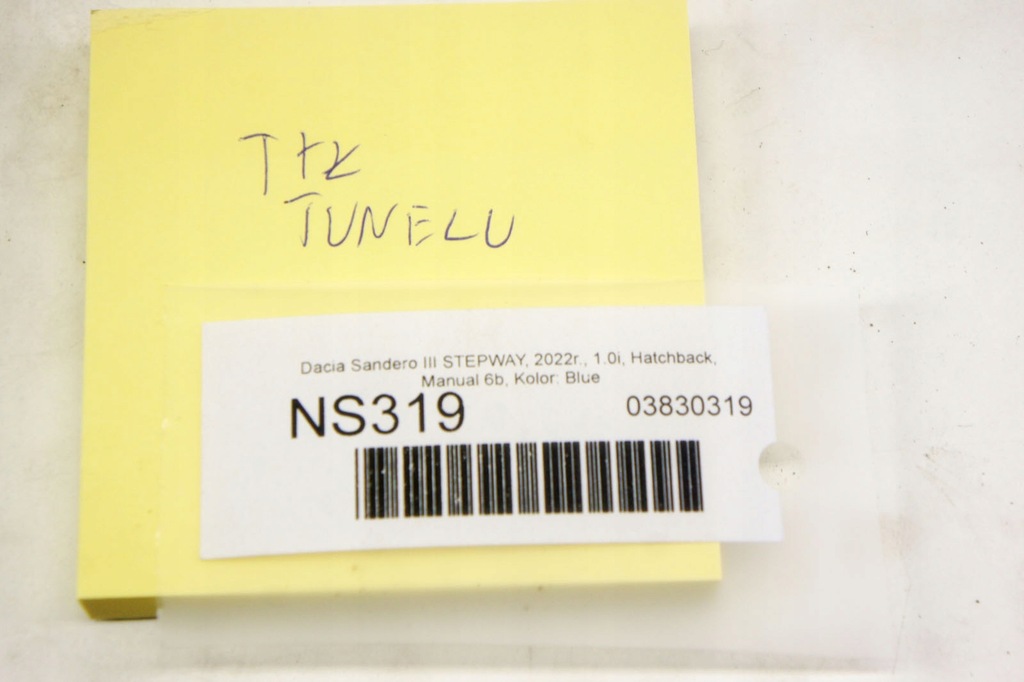 TYŁ
TUNELU
Dacia Sandero III STEPWAY, 2022r., 1.0i, Hatchback,
Manual 6b, Kolor: Blue
NS319
03830319